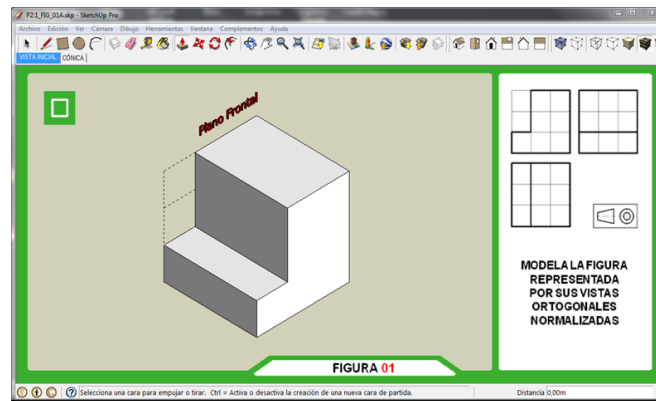 P2.1_FIG_01A.skp - SketchUp Pro
Archivo Edición Ver Cámara Dibujo Herramientas Ventana Complementos Ayuda
VISTA INICIAL CÓNICA
Plano Frontal
MODELA LA FIGURA
REPRESENTADA
POR SUS VISTAS
ORTOGONALES
NORMALIZADAS
FIGURA 01
Selecciona una cara para empujar o tirar. Ctrl = Activa o desactiva la creación de una nueva cara de partida.
Distancia 0,00m